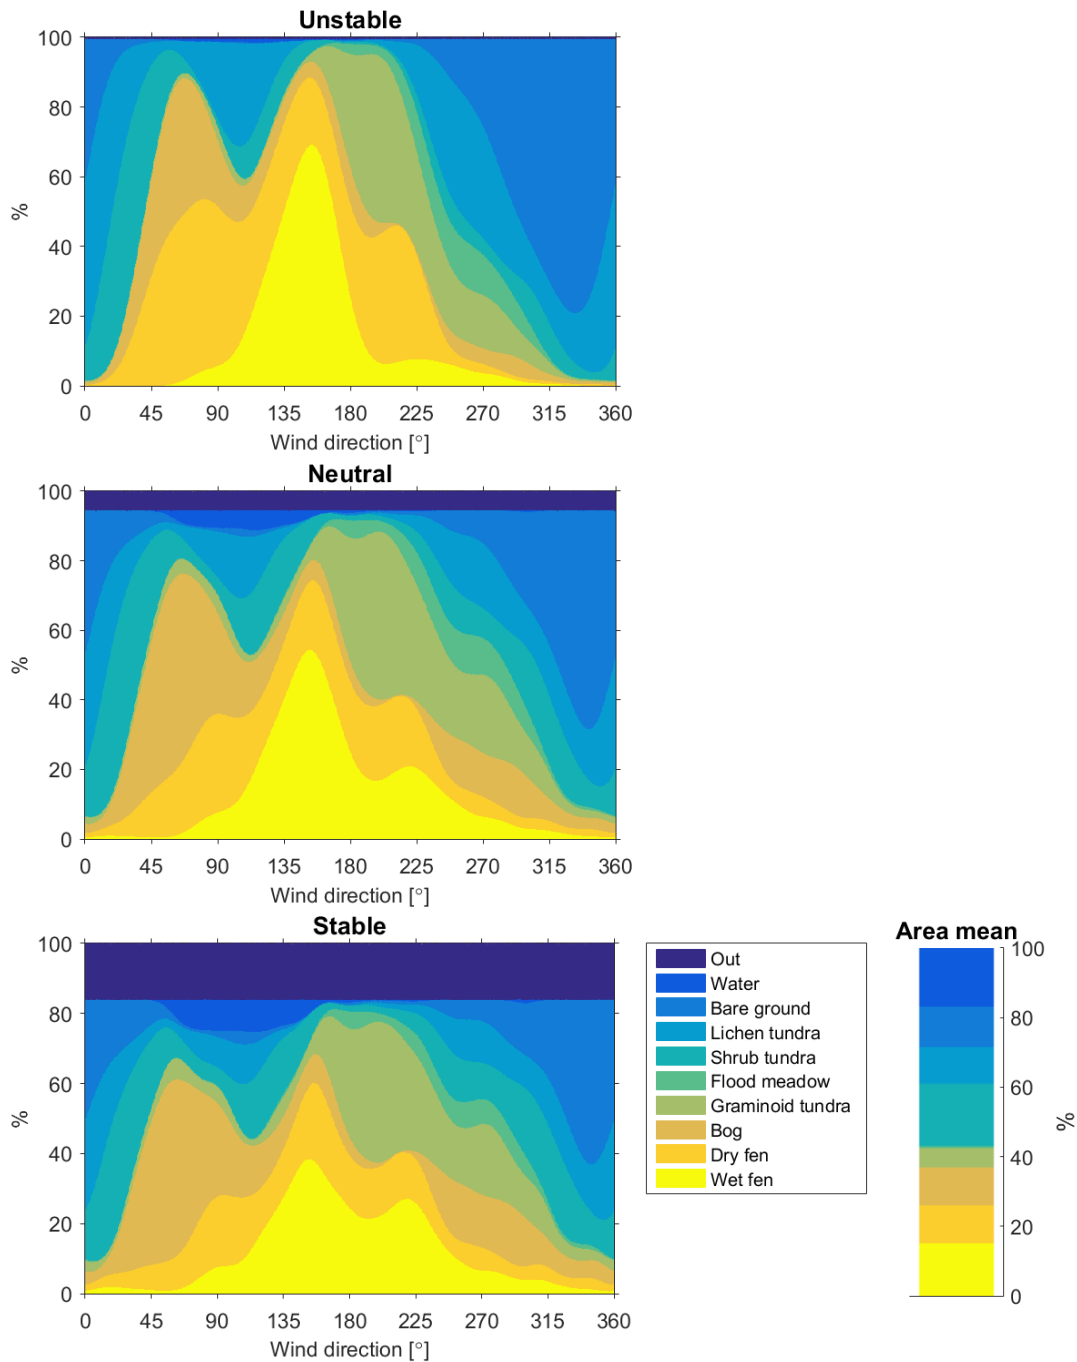 Unstable
100
80
60
40
20
0
%
0 45 90 135 180 225 270 315 360
Wind direction [°]
Neutral
100
80
60
40
20
0
%
0 45 90 135 180 225 270 315 360
Wind direction [°]
Stable
100
80
60
40
20
0
%
0 45 90 135 180 225 270 315 360
Wind direction [°]
Out
Water
Bare ground
Lichen tundra
Shrub tundra
Flood meadow
Graminoid tundra
Bog
Dry fen
Wet fen
Area mean
100
80
60
40
20
0
%